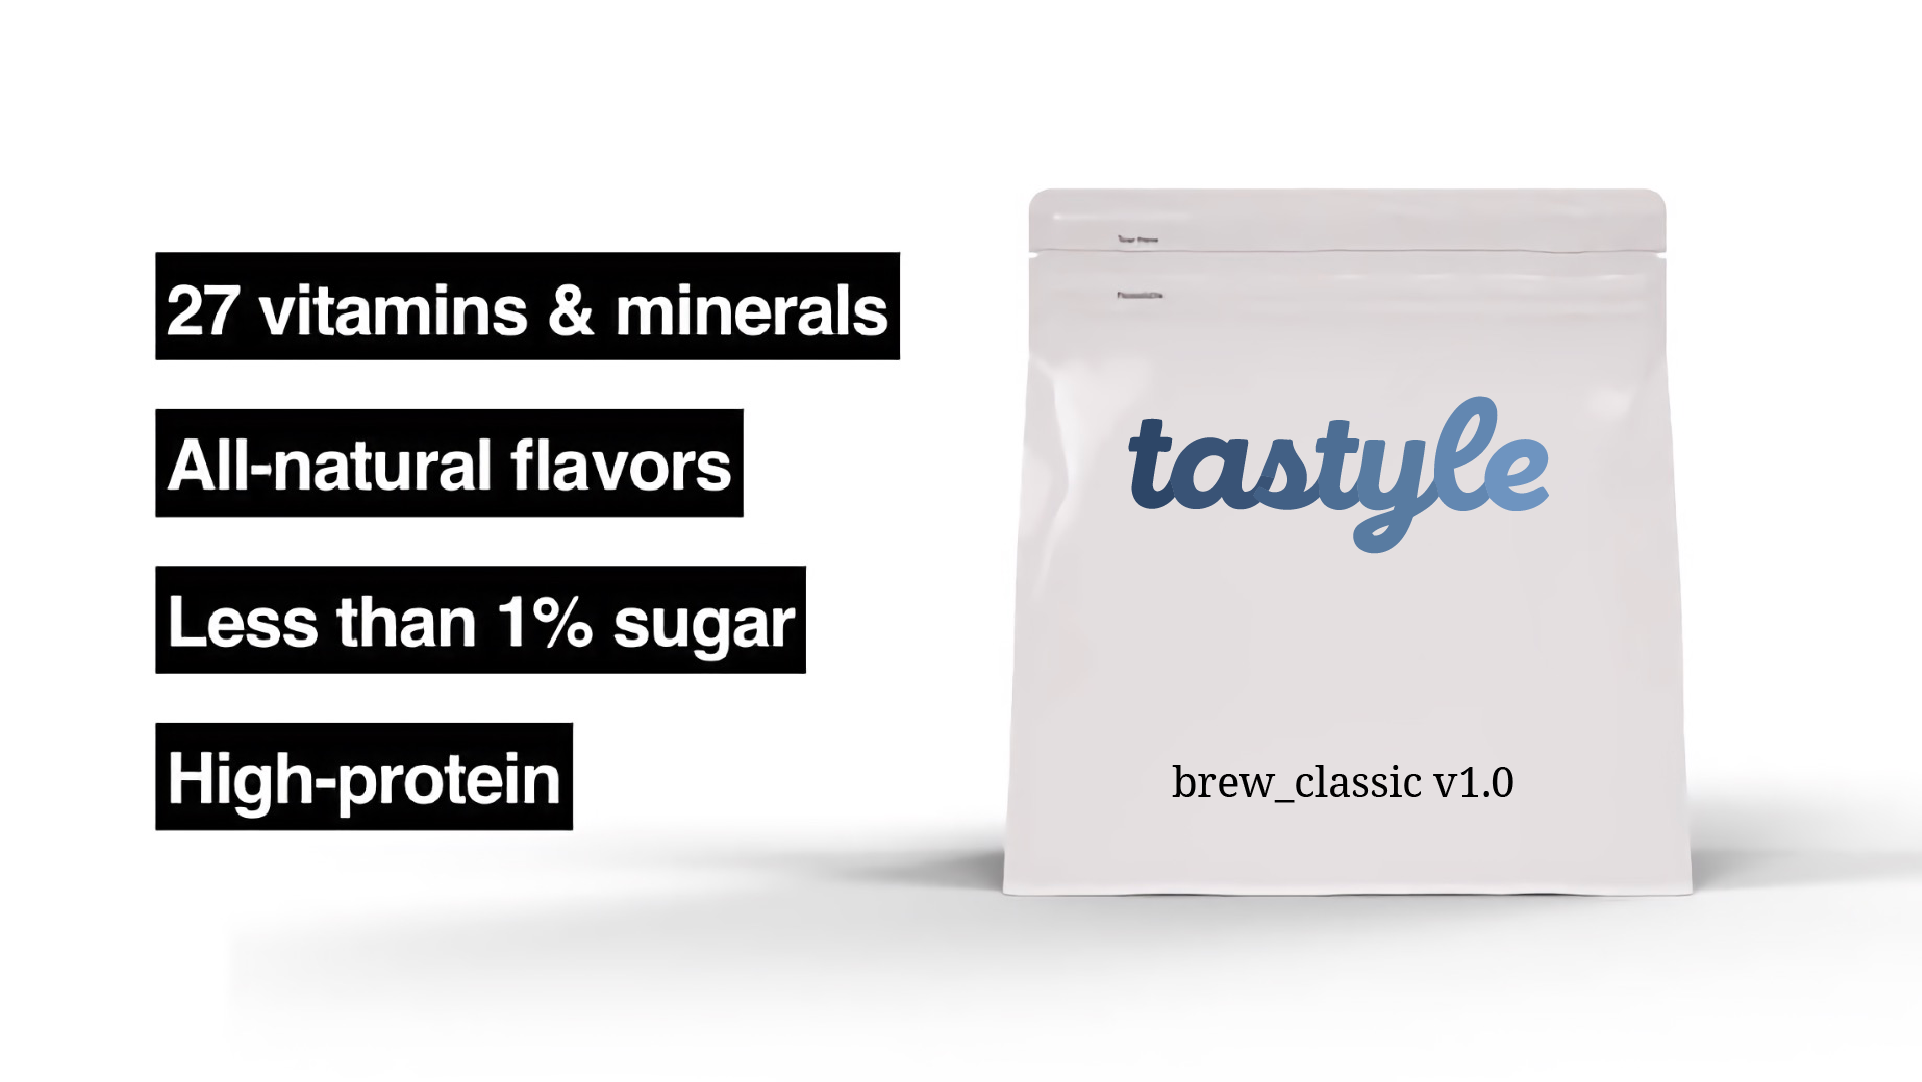 27 vitamins & minerals
All-natural flavors
Less than 1% sugar
High-protein
tastyle
brew_classic v1.0